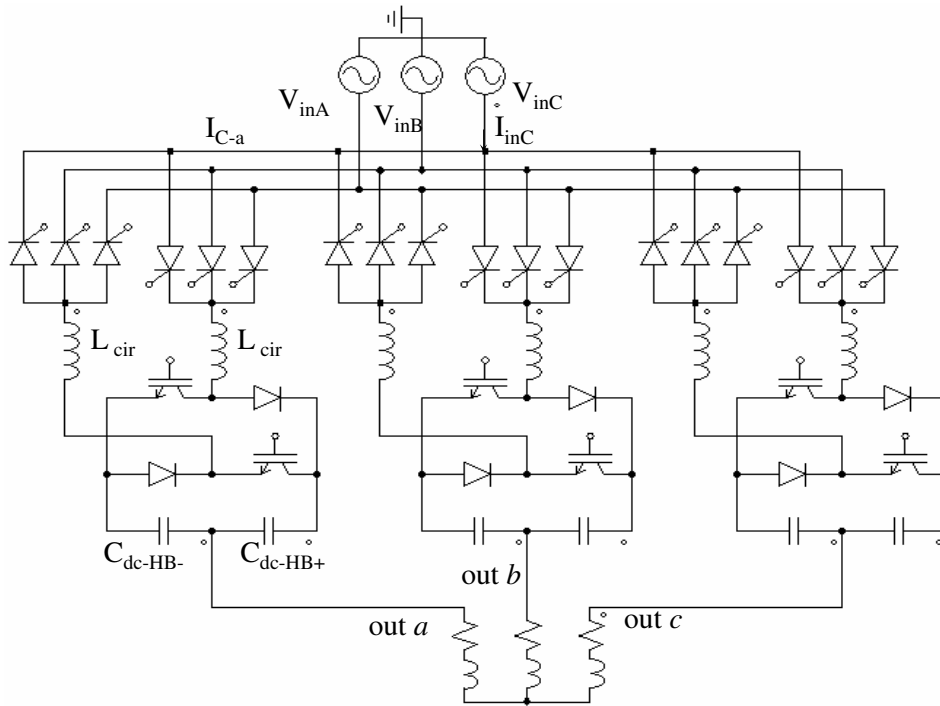 V_inA
V_inB
V_inC
I_C-a
I_inC
L_cir
L_cir
C_dc-HB-
C_dc-HB+
out b
out a
out c